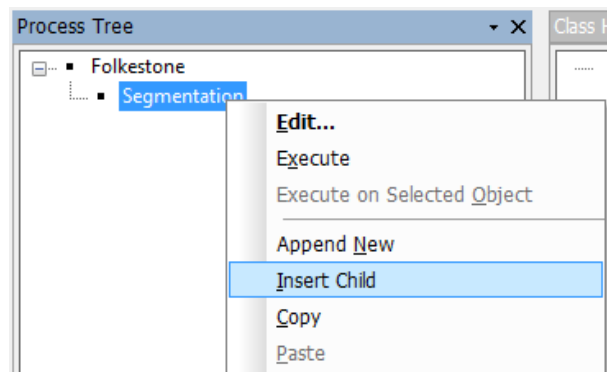 Process Tree
Class H
Folkestone
Segmentation
Edit...
Execute
Execute on Selected Object
Append New
Insert Child
Copy
Paste